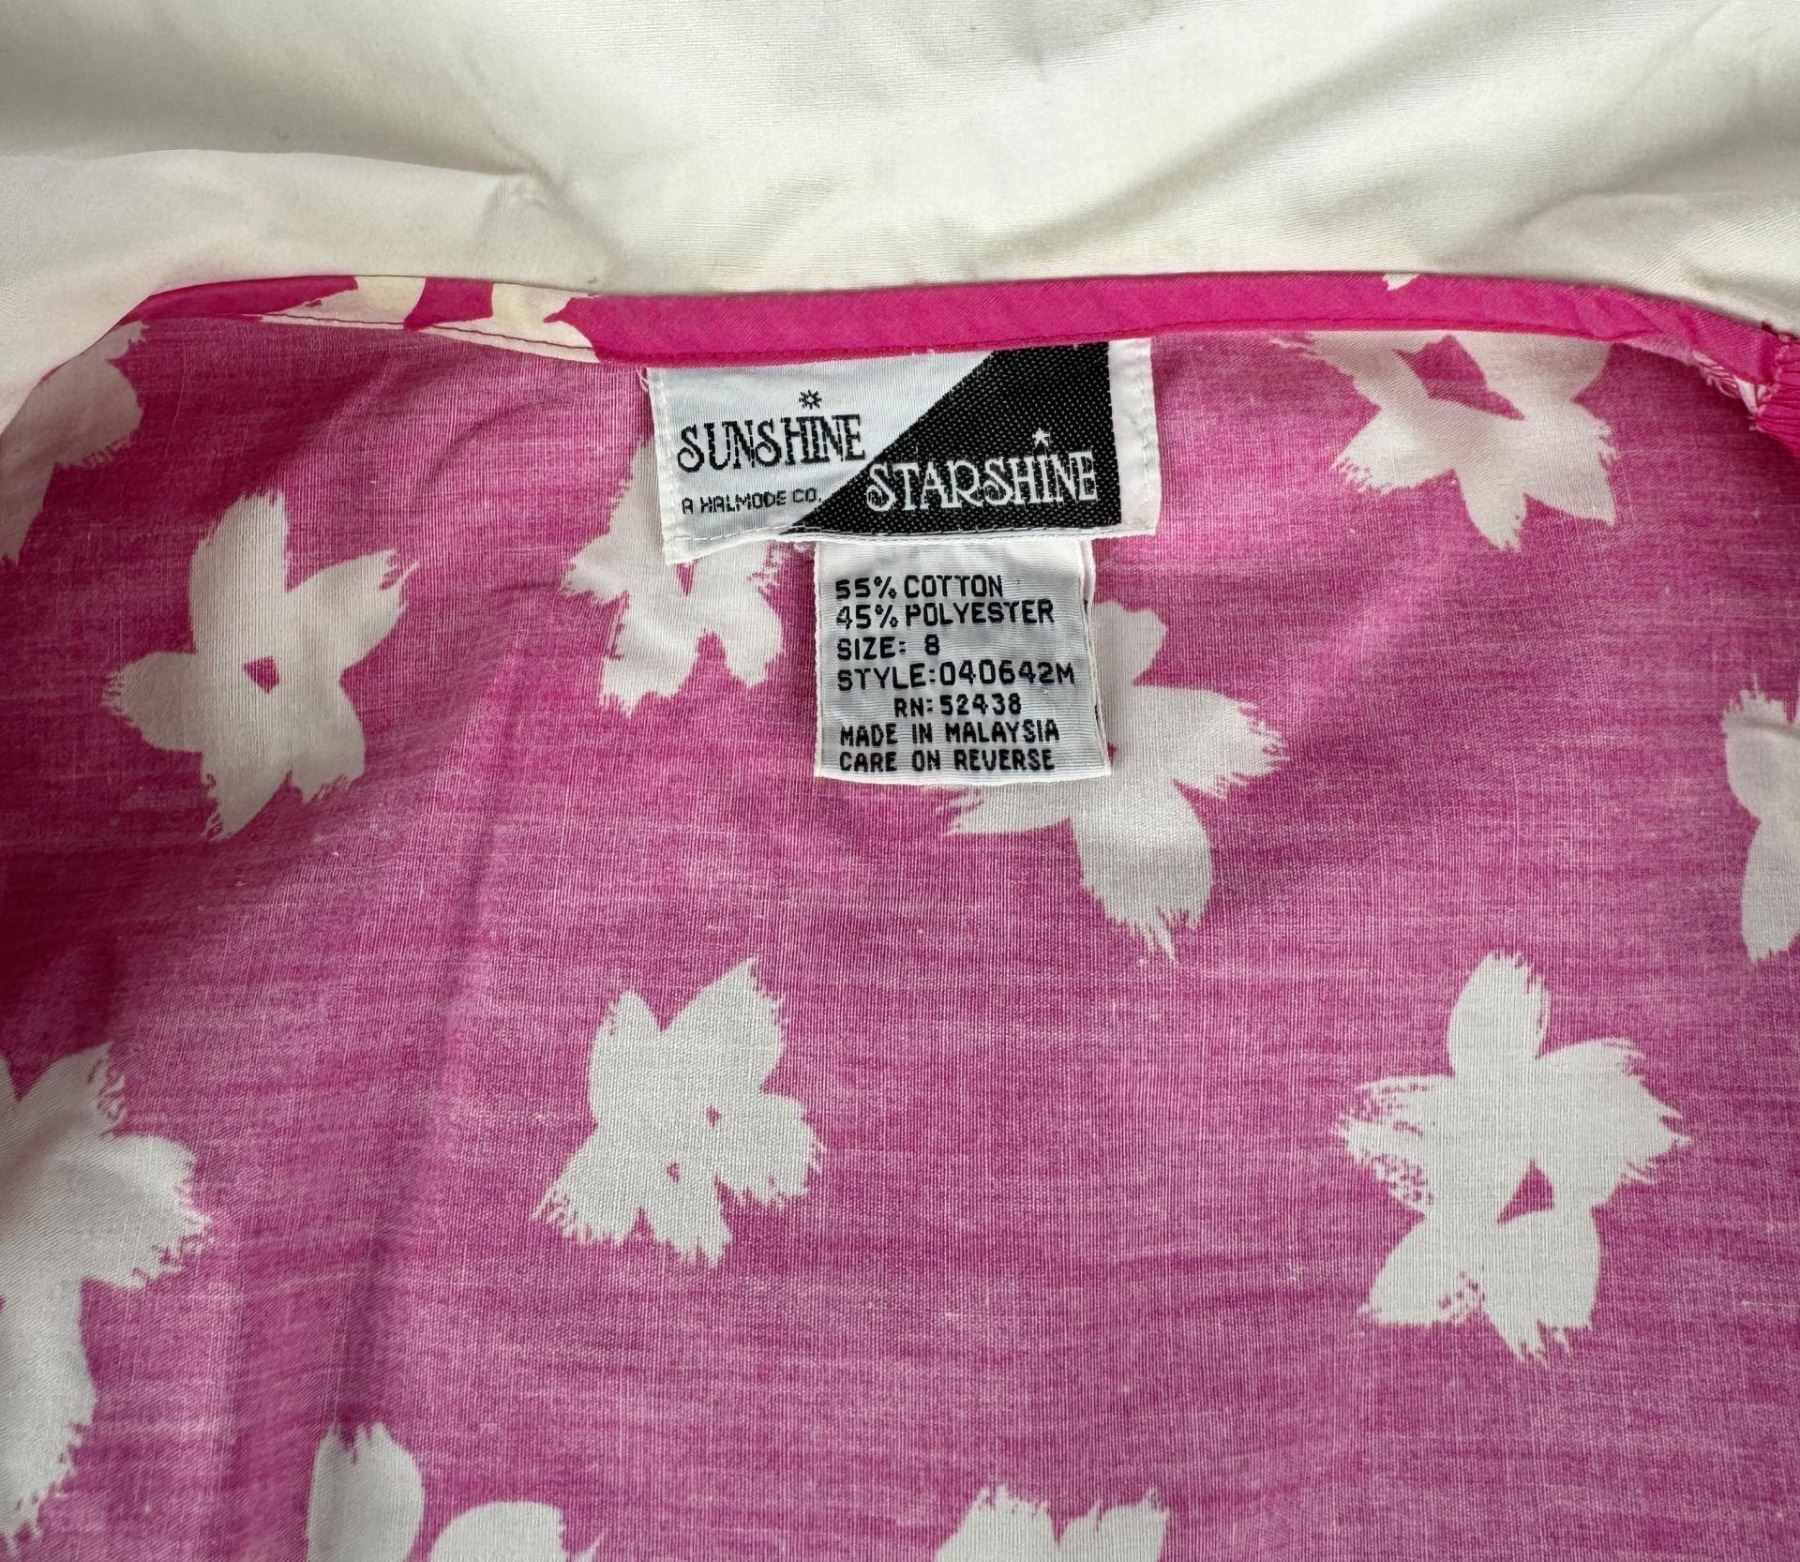 SUNSHINE
STARSHINE
A HALMODE CO.
55% COTTON
45% POLYESTER
SIZE: 8
STYLE:040642M
RN:52438
MADE IN MALAYSIA
CARE ON REVERSE